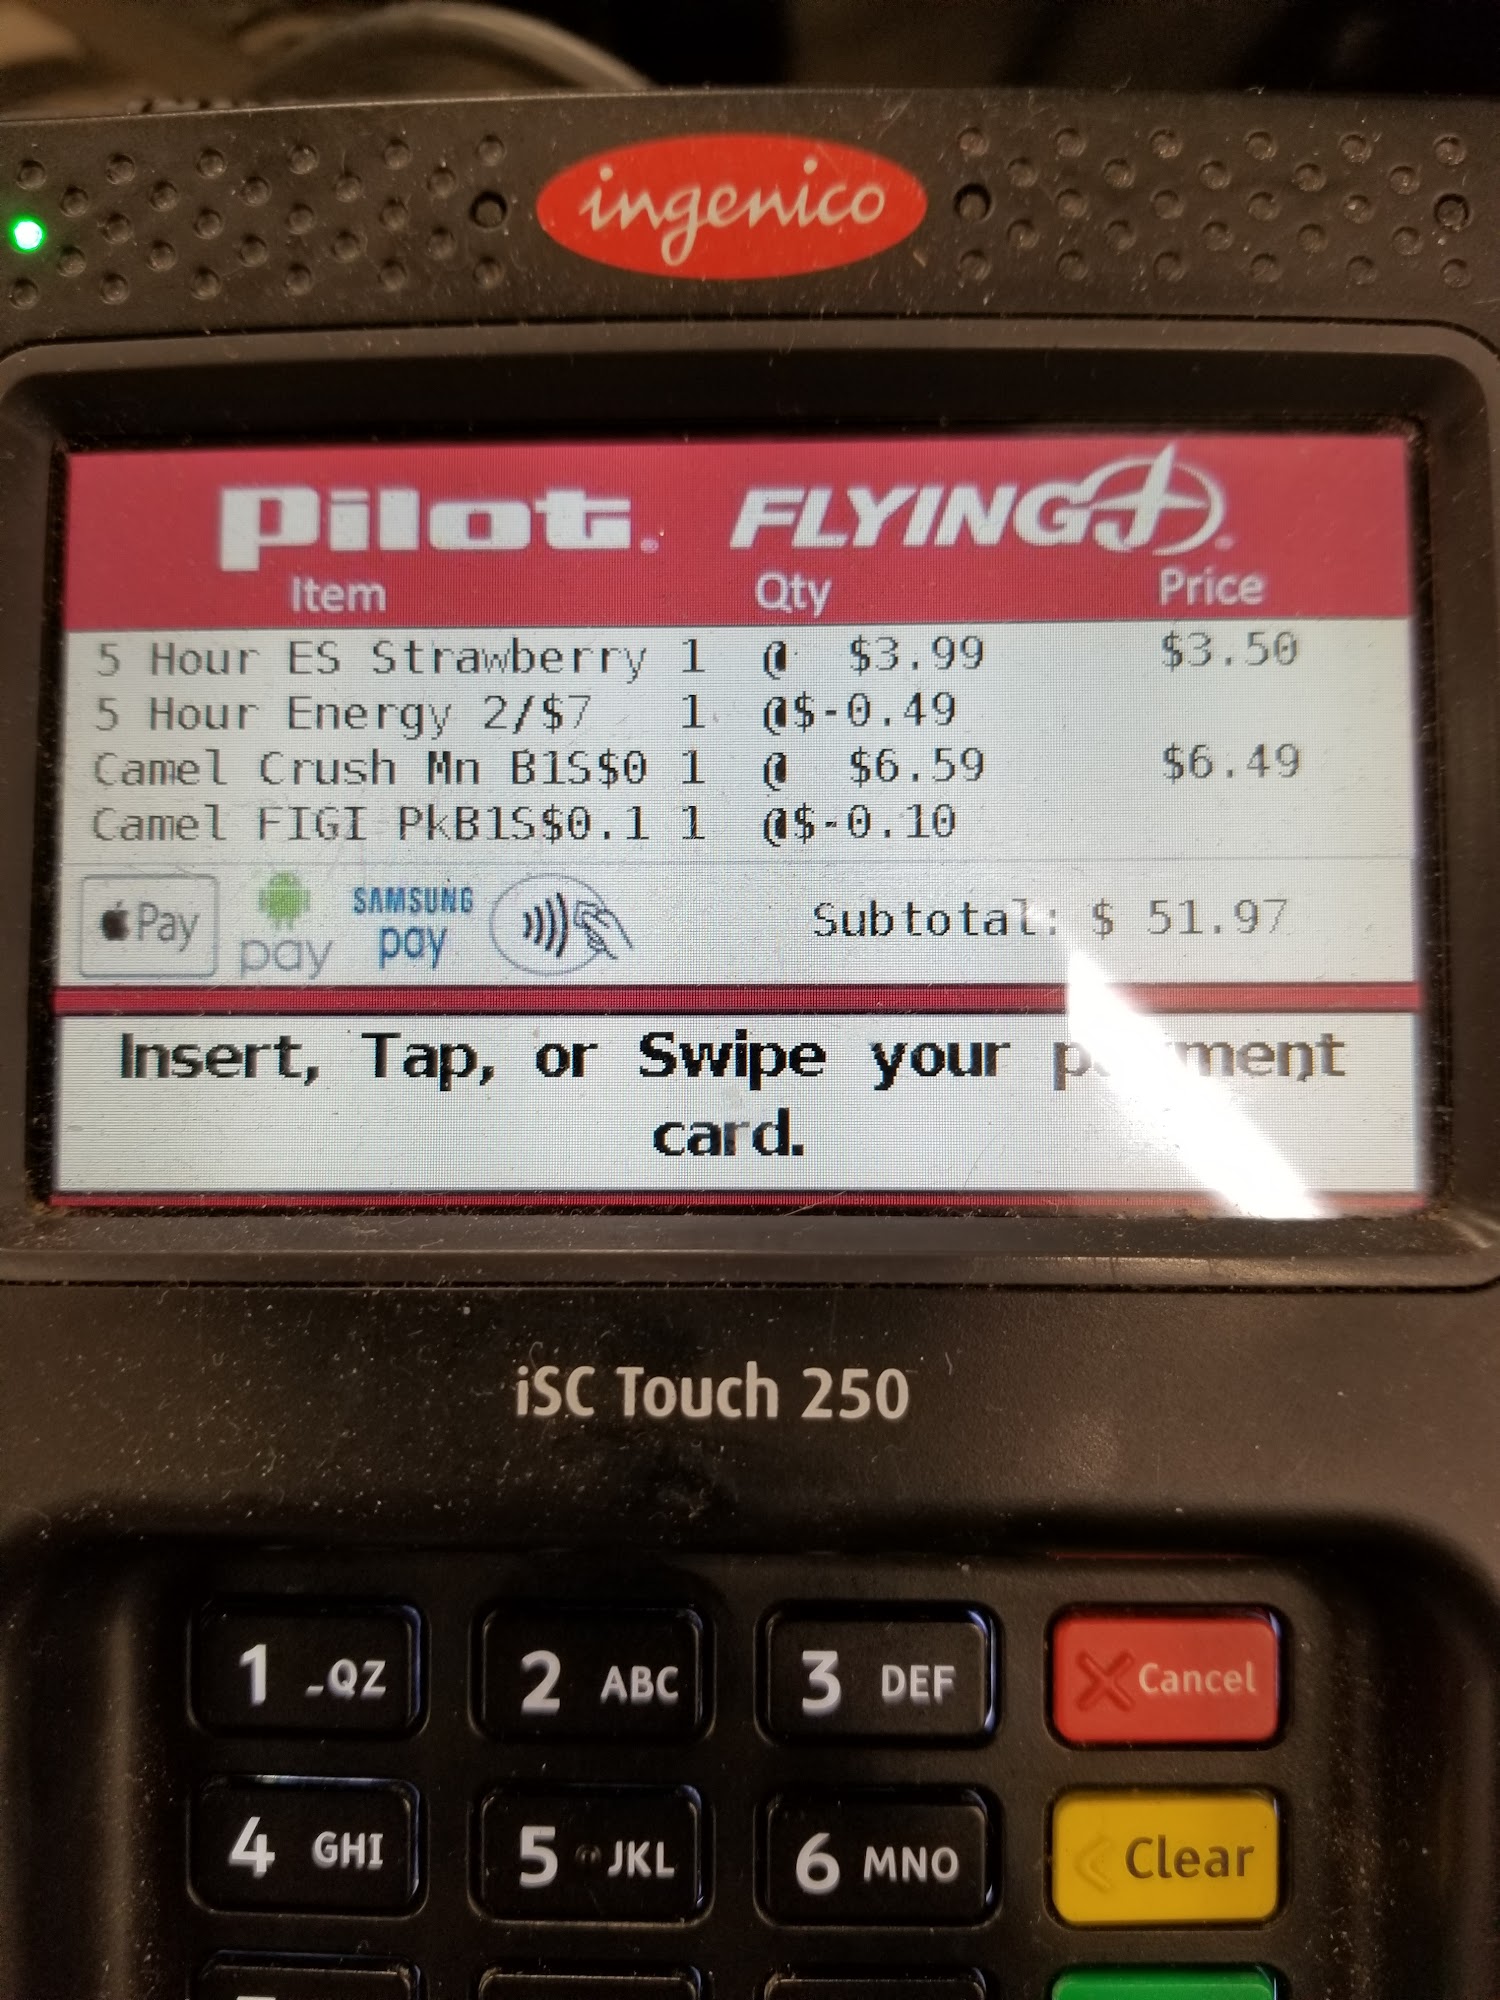 ingenico
Pilot® FLYING J®
Item Qty Price
5 Hour ES Strawberry 1 @ $3.99 $3.50
5 Hour Energy 2/$7 1 @$-0.49
Camel Crush Mn B1S$0 1 @ $6.59 $6.49
Camel FIGI PkB1S$0.1 1 @$-0.10
Pay pay SAMSUNG pay Subtotal: $ 51.97
Insert, Tap, or Swipe your payment
card.
iSC Touch 250
1 -QZ 2 ABC 3 DEF Cancel
4 GHI 5 JKL 6 MNO Clear